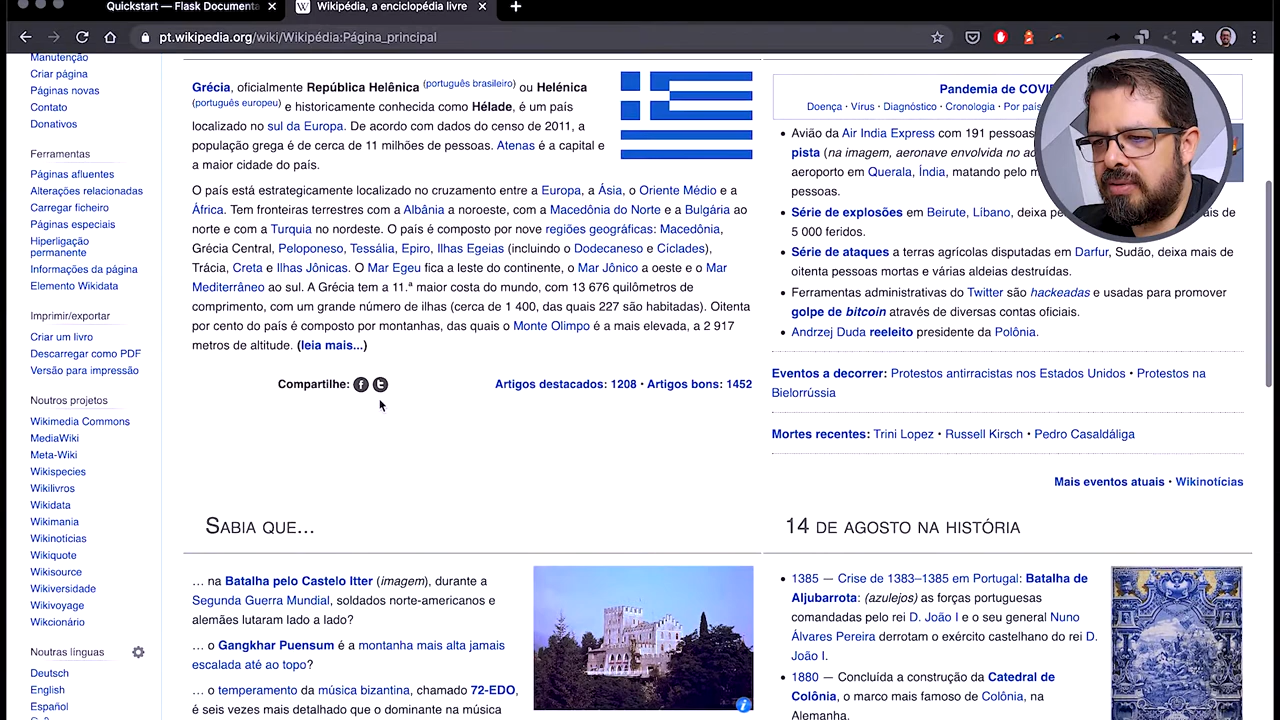 Quickstart — Flask Documenta
Wikipédia, a enciclopédia livre
pt.wikipedia.org/wiki/Wikipédia:Página_principal
Manutenção
Criar página
Páginas novas
Contato
Donativos
Ferramentas
Páginas afluentes
Alterações relacionadas
Carregar ficheiro
Páginas especiais
Hiperligação
permanente
Informações da página
Elemento Wikidata
Imprimir/exportar
Criar um livro
Descarregar como PDF
Versão para impressão
Noutros projetos
Wikimedia Commons
MediaWiki
Meta-Wiki
Wikispecies
Wikilivros
Wikidata
Wikimania
Wikinoticias
Wikiquote
Wikisource
Wikiversidade
Wikivoyage
Wikcionário
Noutras línguas
Deutsch
English
Español
Grécia, oficialmente República Helênica (português brasileiro) ou Helénica
(português europeu) e historicamente conhecida como Hélade, é um país
localizado no sul da Europa. De acordo com dados do censo de 2011, a
população grega é de cerca de 11 milhões de pessoas. Atenas é a capital e
a maior cidade do país.
O país está estrategicamente localizado no cruzamento entre a Europa, a Ásia, o Oriente Médio e a
África. Tem fronteiras terrestres com a Albânia a noroeste, com a Macedônia do Norte e a Bulgária ao
norte e com a Turquia no nordeste. O país é composto por nove regiões geográficas: Macedônia,
Grécia Central, Peloponeso, Tessália, Epiro, Ilhas Egeias (incluindo o Dodecaneso e Cíclades),
Trácia, Creta e Ilhas Jônicas. O Mar Egeu fica a leste do continente, o Mar Jônico a oeste e o Mar
Mediterrâneo ao sul. A Grécia tem a 11.ª maior costa do mundo, com 13 676 quilômetros de
comprimento, com um grande número de ilhas (cerca de 1 400, das quais 227 são habitadas). Oitenta
por cento do país é composto por montanhas, das quais o Monte Olimpo é a mais elevada, a 2 917
metros de altitude. (leia mais...)
Compartilhe:
Artigos destacados: 1208 • Artigos bons: 1452
Pandemia de COVI
Doença · Vírus · Diagnóstico · Cronologia · Por país
Avião da Air India Express com 191 pessoas
pista (na imagem, aeronave envolvida no ac
aeroporto em Querala, Índia, matando pelo m
pessoas.
Série de explosões em Beirute, Líbano, deixa pe ais de
5 000 feridos.
Série de ataques a terras agrícolas disputadas em Darfur, Sudão, deixa mais de
oitenta pessoas mortas e várias aldeias destruídas.
Ferramentas administrativas do Twitter são hackeadas e usadas para promover
golpe de bitcoin através de diversas contas oficiais.
Andrzej Duda reeleito presidente da Polônia.
Eventos a decorrer: Protestos antirracistas nos Estados Unidos • Protestos na
Bielorrússia
Mortes recentes: Trini Lopez • Russell Kirsch • Pedro Casaldáliga
Mais eventos atuais • Wikinotícias
Sabia que...
... na Batalha pelo Castelo Itter (imagem), durante a
Segunda Guerra Mundial, soldados norte-americanos e
alemães lutaram lado a lado?
... o Gangkhar Puensum é a montanha mais alta jamais
escalada até ao topo?
... o temperamento da música bizantina, chamado 72-EDO,
é seis vezes mais detalhado que o dominante na música
14 de agosto na história
1385 — Crise de 1383–1385 em Portugal: Batalha de
Aljubarrota: (azulejos) as forças portuguesas
comandadas pelo rei D. João I e o seu general Nuno
Álvares Pereira derrotam o exército castelhano do rei D.
João I.
1880 — Concluída a construção da Catedral de
Colônia, o marco mais famoso de Colônia, na
Alemanha.